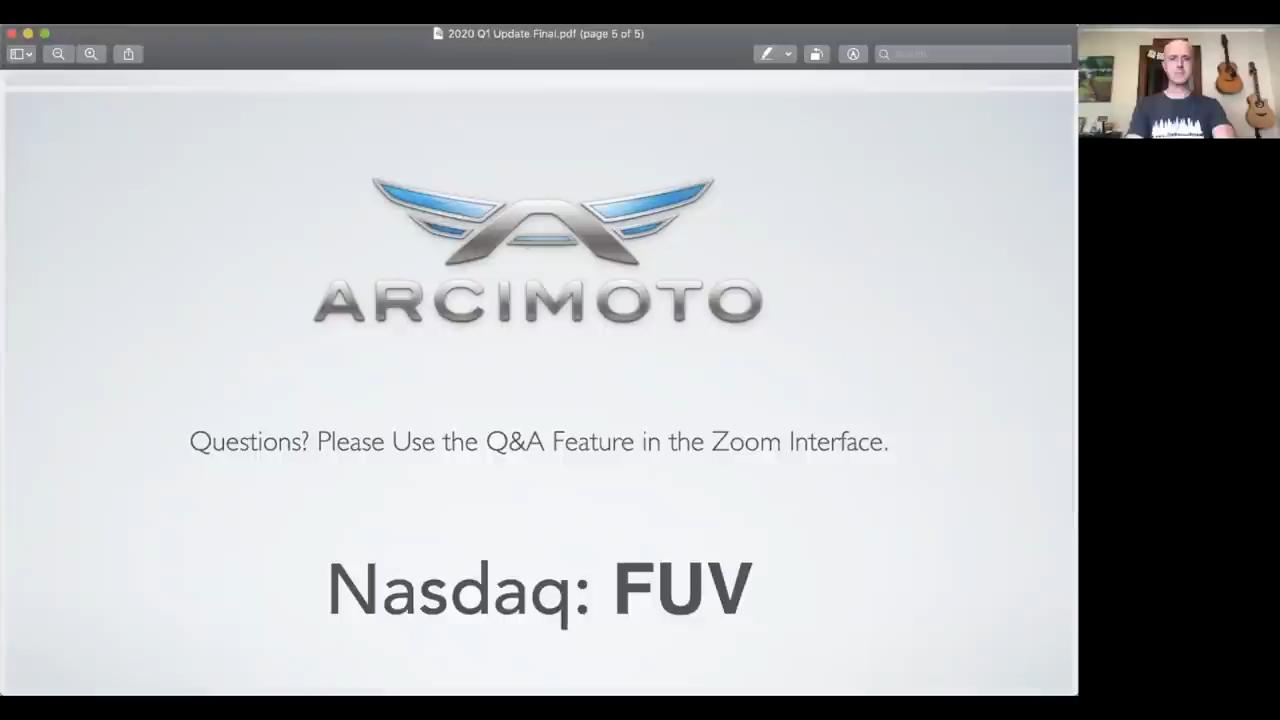 2020 Q1 Update Final.pdf (page 5 of 5)
Search
ARCIMOTO
Questions? Please Use the Q&A Feature in the Zoom Interface.
Nasdaq: FUV